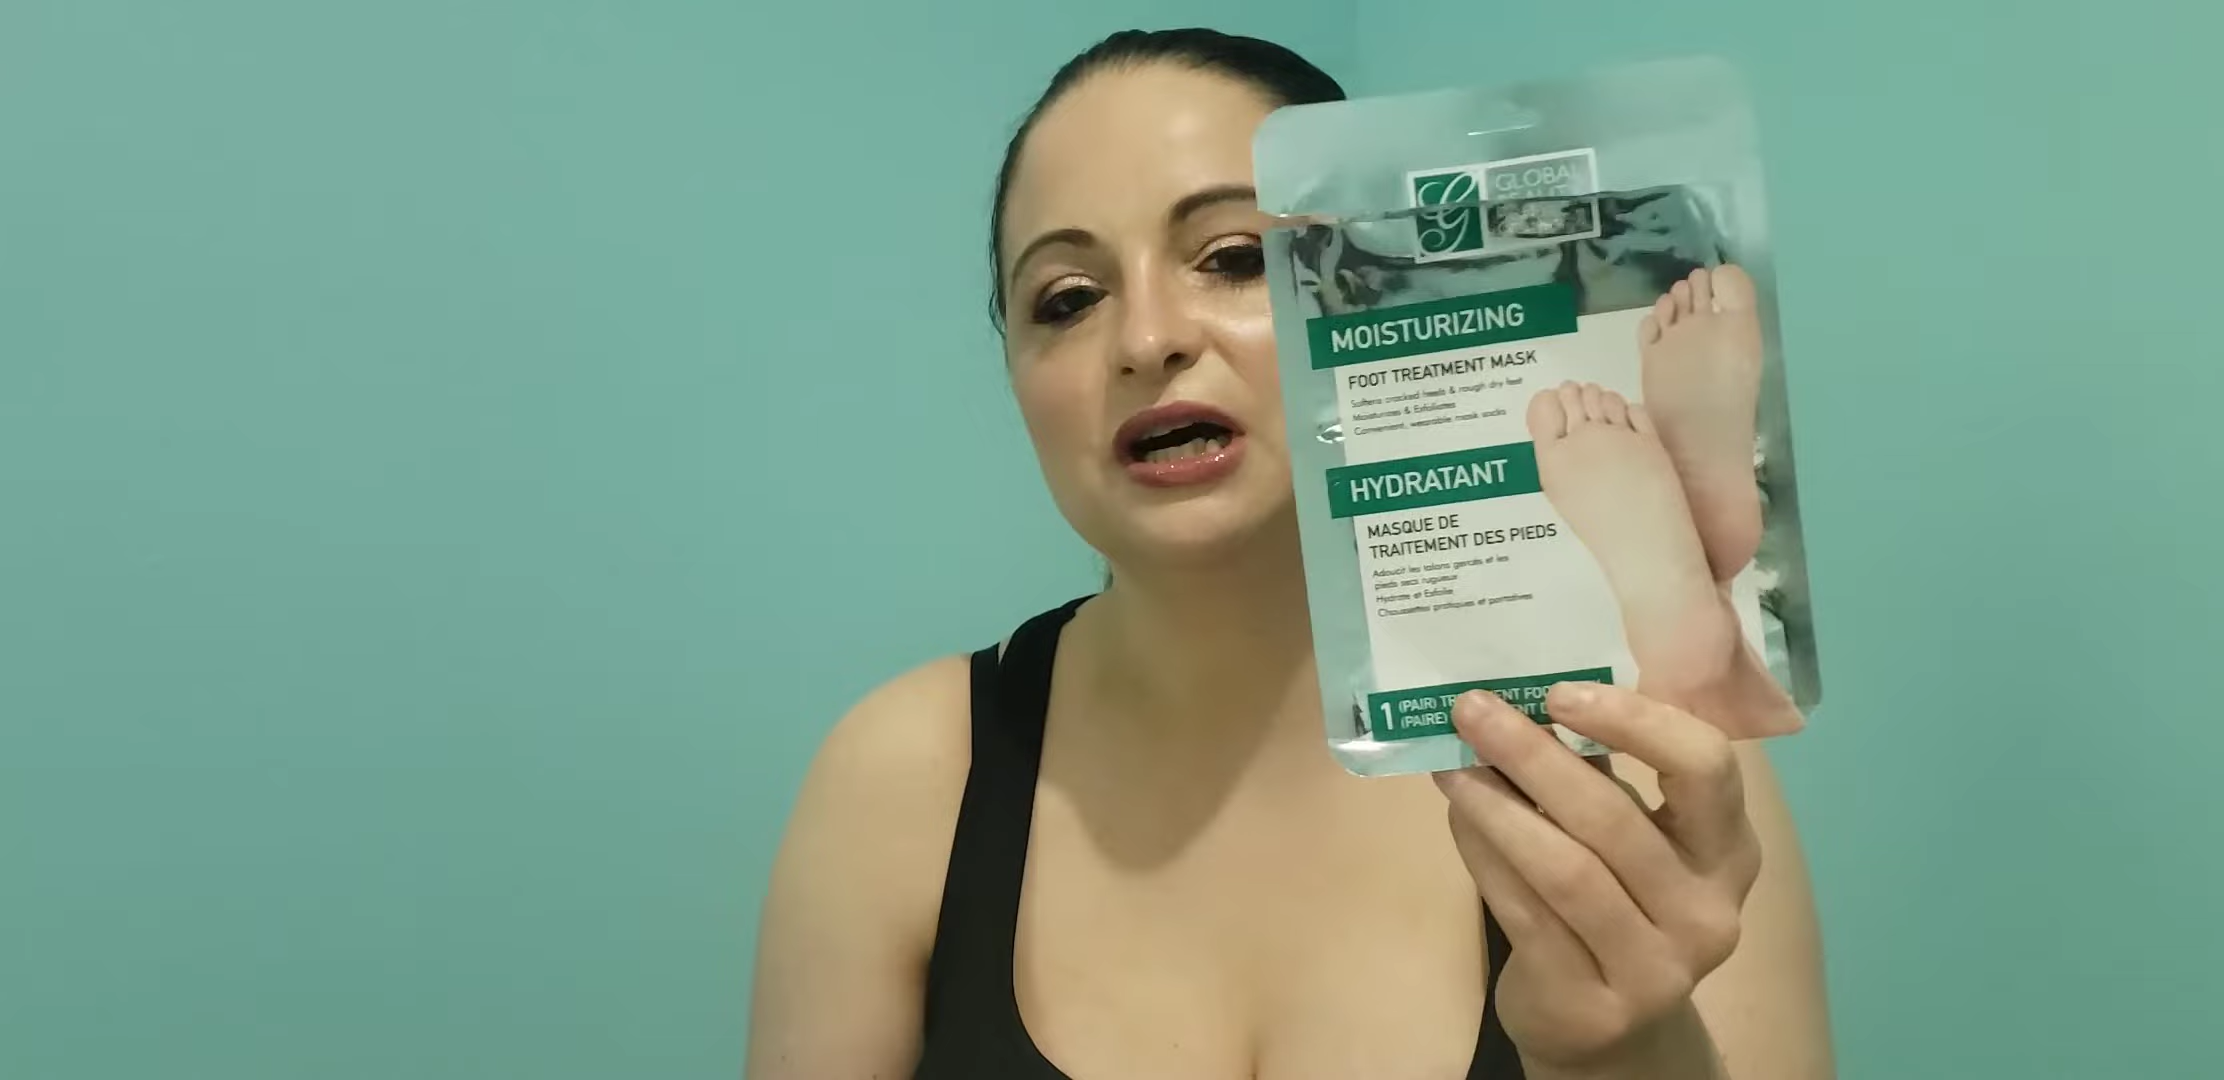 G GLOBAL
BEAUTY
MOISTURIZING
FOOT TREATMENT MASK
Softens cracked heels & rough dry feet
Moisturizes & Exfoliates
Convenient, wearable mask socks
HYDRATANT
MASQUE DE
TRAITEMENT DES PIEDS
Adoucit les talons gercés et les
pieds secs rugueux
Hydrate et Exfolie
Chaussettes pratiques et portatives
1 (PAIR)
(PAIRE)